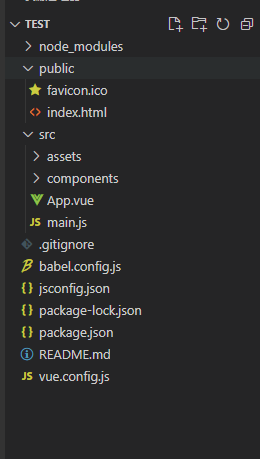 TEST
node_modules
public
favicon.ico
index.html
src
assets
components
App.vue
JS main.js
.gitignore
babel.config.js
jsconfig.json
package-lock.json
package.json
README.md
JS vue.config.js